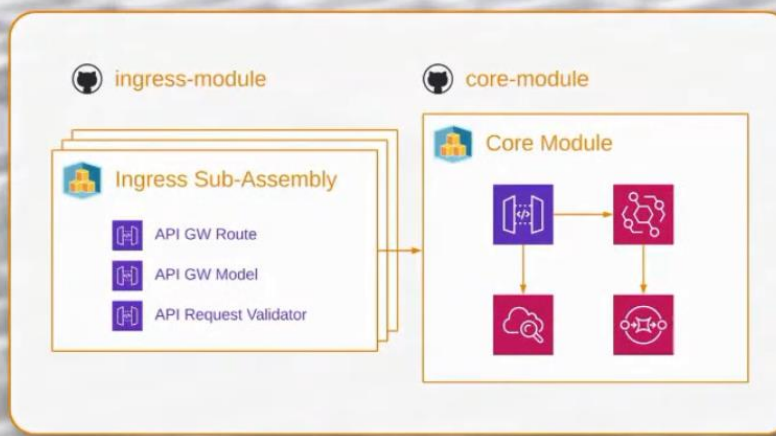 ingress-module
core-module
Ingress Sub-Assembly
API GW Route
API GW Model
API Request Validator
Core Module